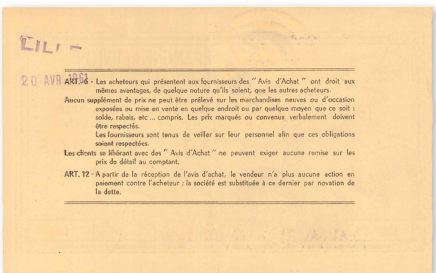 LILLE
20 AVR 1961
ART. 6 - Les acheteurs qui présentent aux fournisseurs des " Avis d'Achat " ont droit aux
mêmes avantages, de quelque nature qu'ils soient, que les autres acheteurs.
Aucun supplément de prix ne peut être prélevé sur les marchandises neuves ou d'occasion
exposées ou mise en vente en quelque endroit ou par quelque moyen que ce soit :
solde, rabais, etc ... compris. Les prix marqués ou convenus verbalement doivent
être respectés.
Les fournisseurs sont tenus de veiller sur leur personnel afin que ces obligations
soient respectées.
Les clients se libérant avec des " Avis d'Achat " ne peuvent exiger aucune remise sur les
prix de détail au comptant.
ART. 12 - A partir de la réception de l'avis d'achat, le vendeur n'a plus aucune action en
paiement contre l'acheteur ; la société est substituée à ce dernier par novation de
la dette.